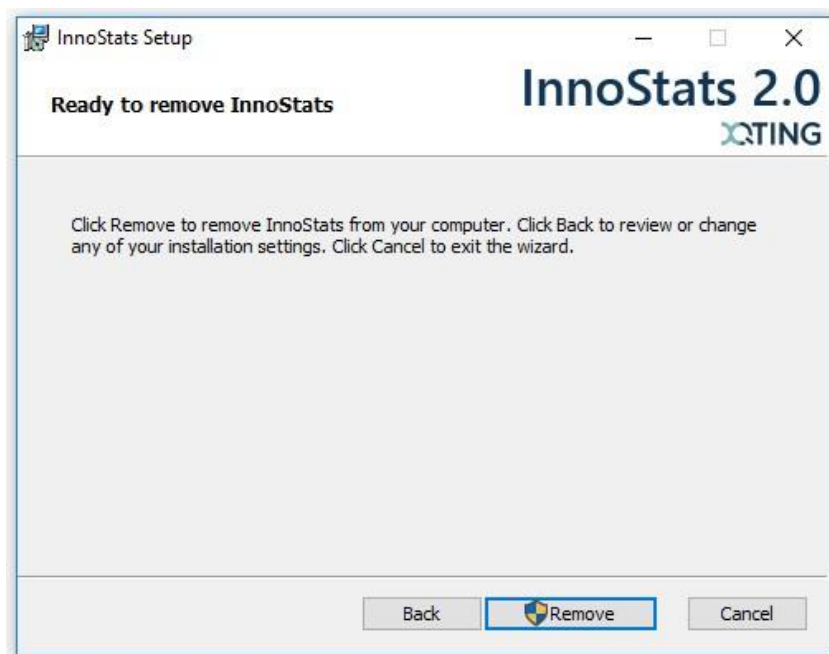 InnoStats Setup
Ready to remove InnoStats
InnoStats 2.0
XQTING
Click Remove to remove InnoStats from your computer. Click Back to review or change
any of your installation settings. Click Cancel to exit the wizard.
Back
Remove
Cancel